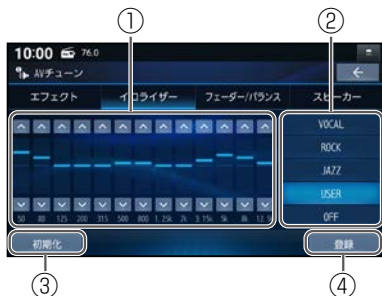 ① ②
10:00 76.0
AVチューン
エフェクト イコライザー フェーダー/バランス スピーカー
VOCAL
ROCK
JAZZ
USER
OFF
50 80 125 200 315 500 800 1.25k 2k 3.15k 5k 8k 12.5k
初期化 登録
③ ④